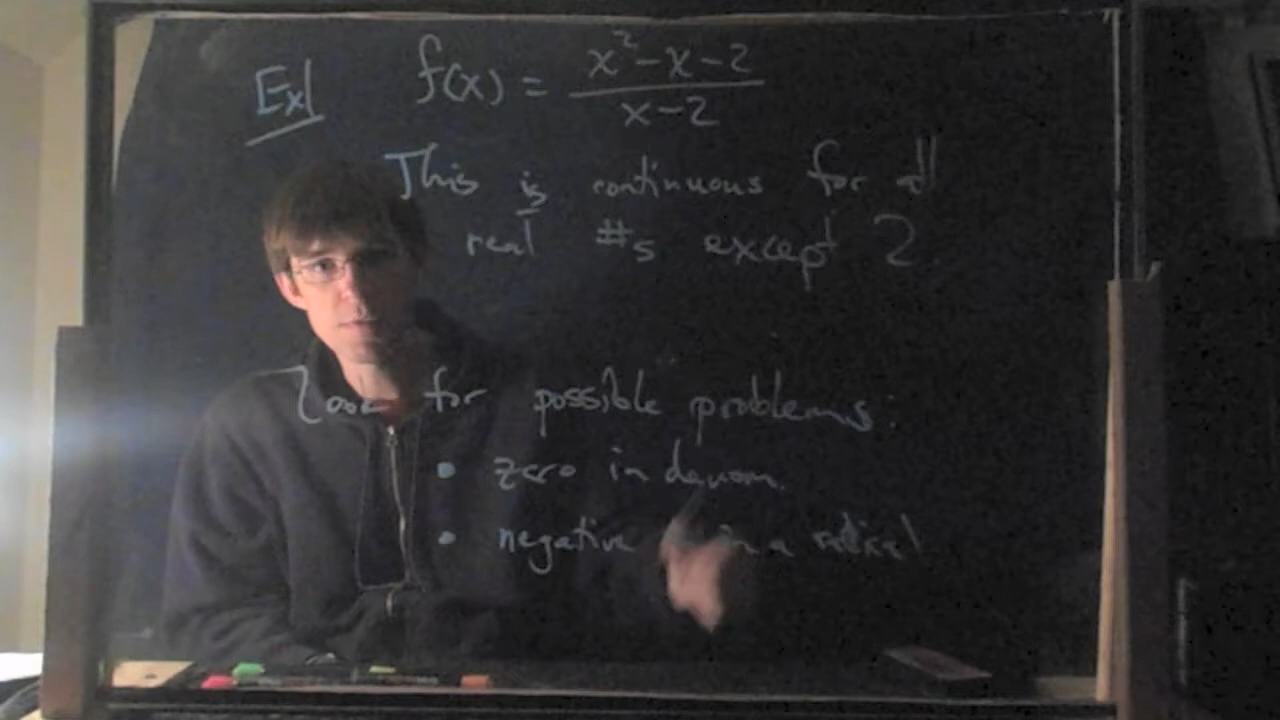 Ex] f(x) = x²-x-2 / x-2
This is continuous for all
real #s except 2.
Look for possible problems:
• zero in denom.
• negative in a radical